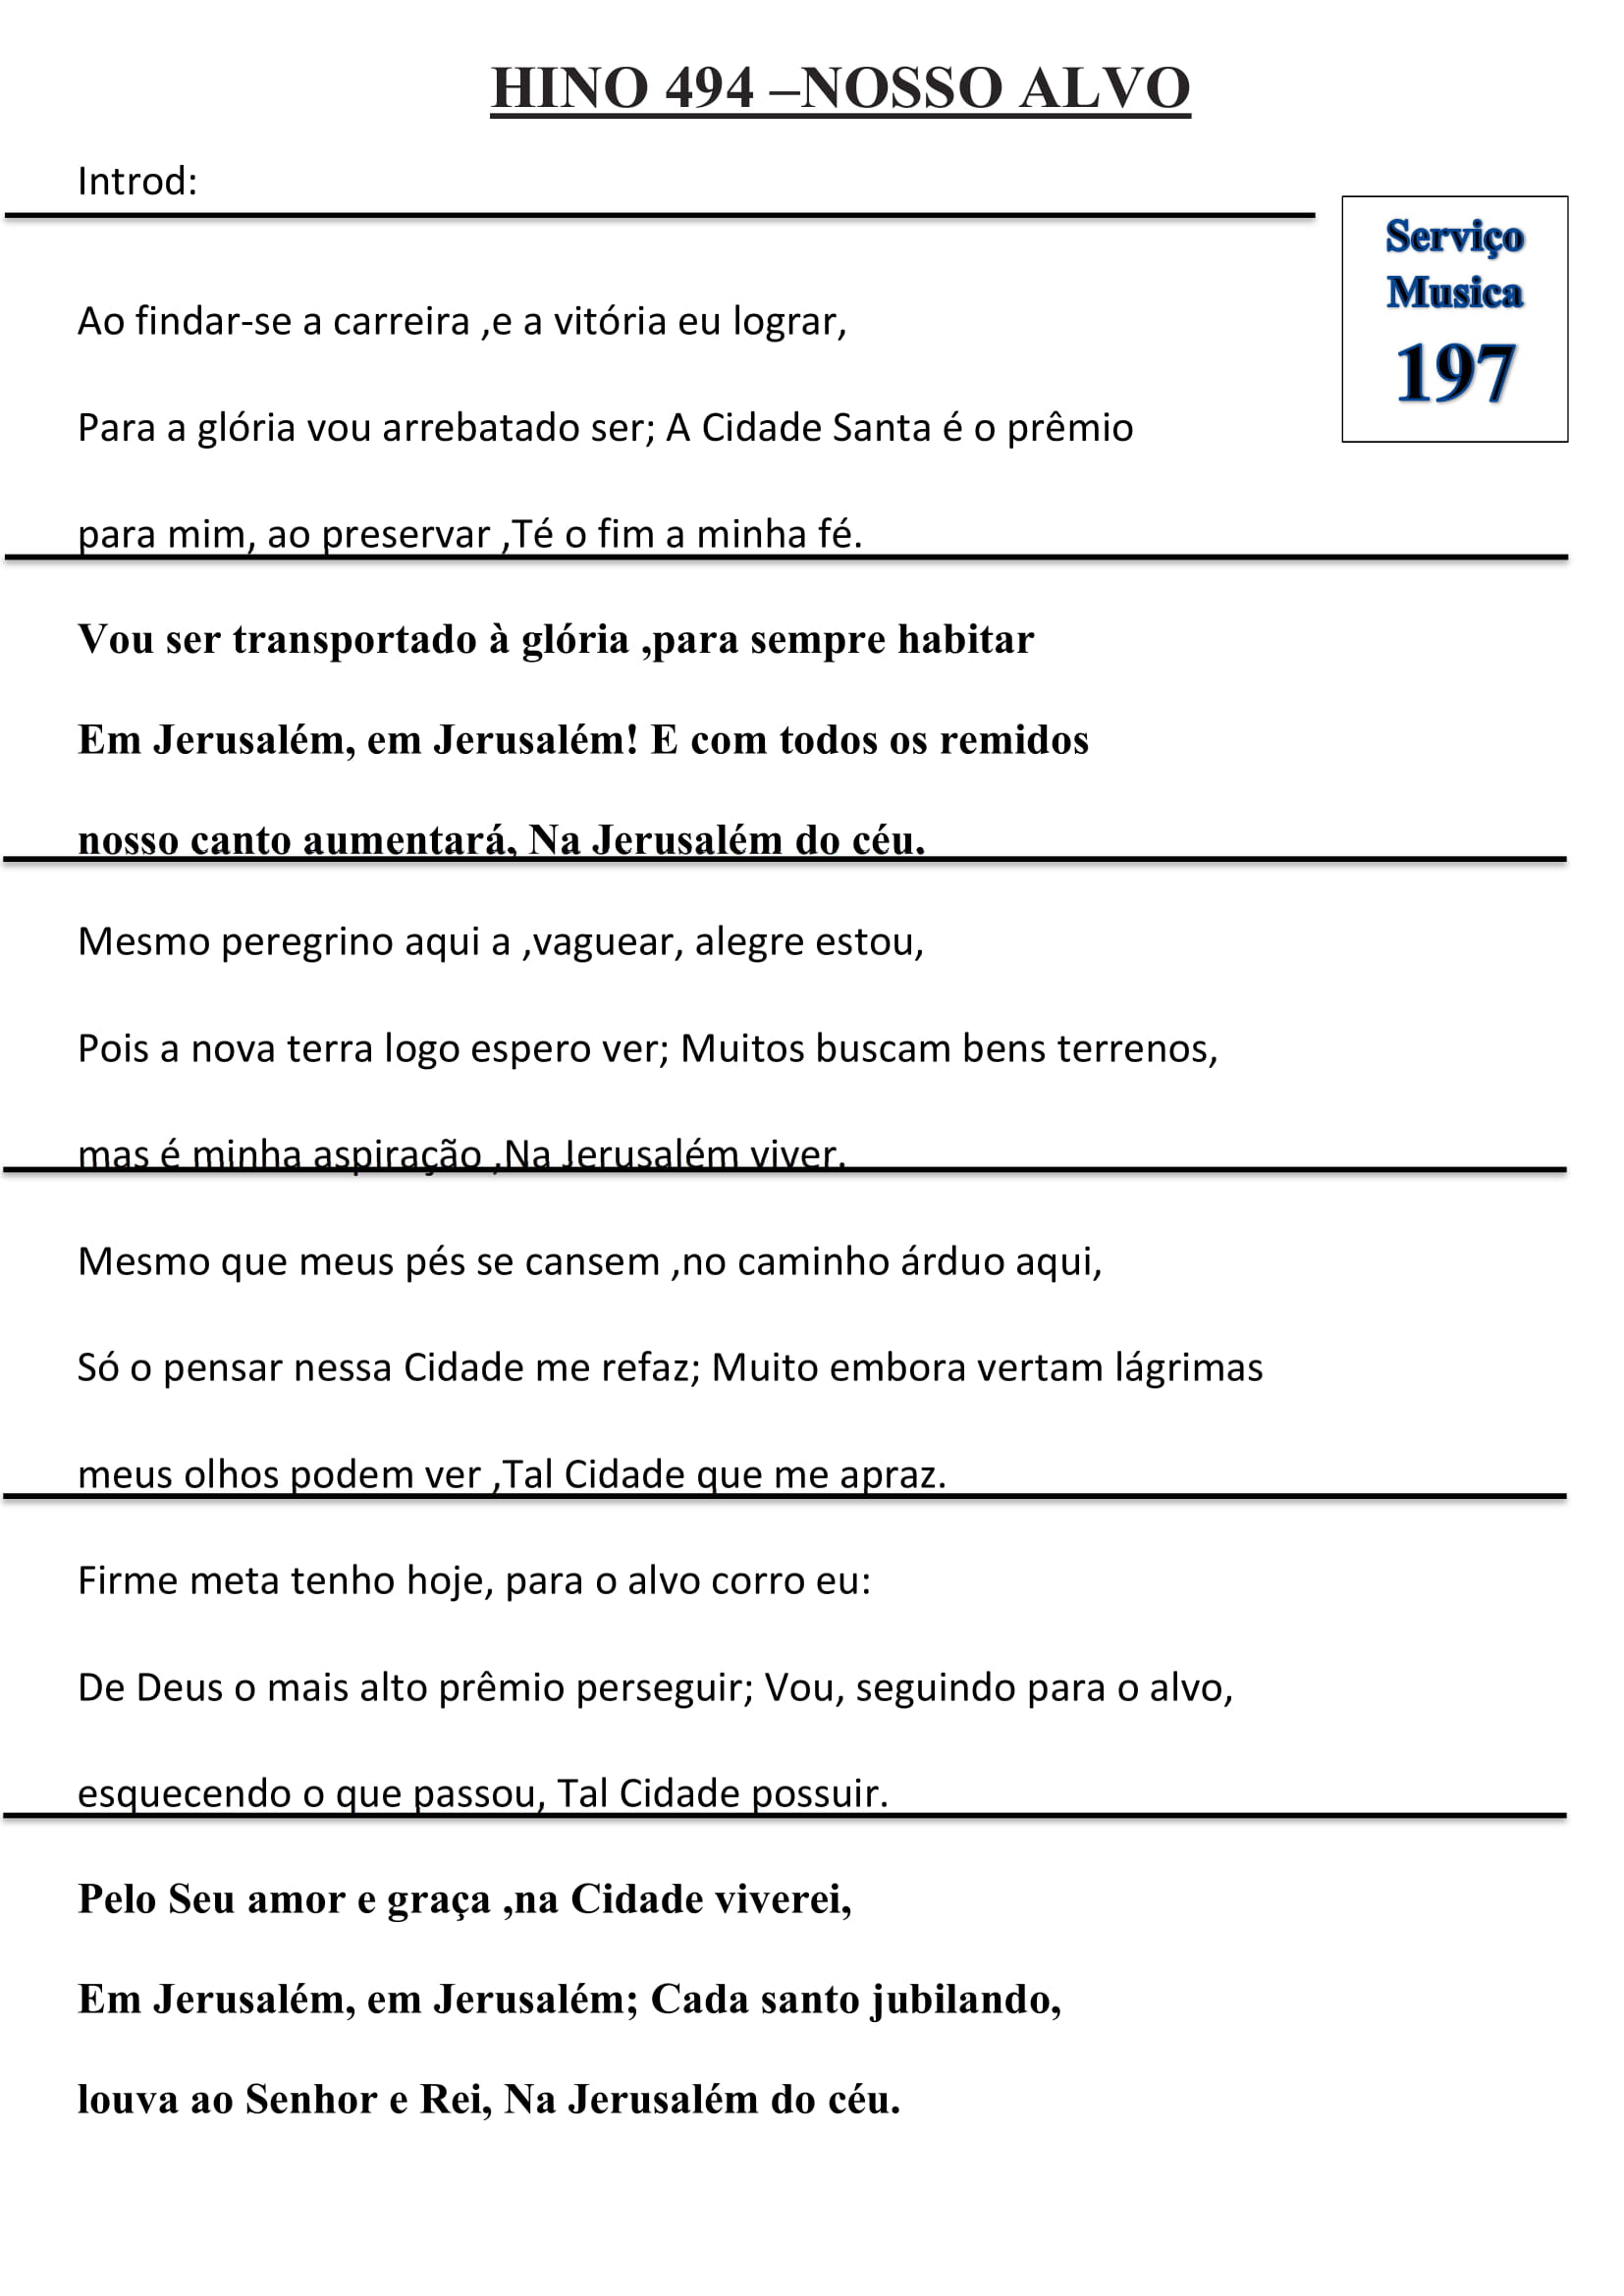 HINO 494 –NOSSO ALVO
Introd:
Serviço
Musica
197
Ao findar-se a carreira ,e a vitória eu lograr,
Para a glória vou arrebatado ser; A Cidade Santa é o prêmio
para mim, ao preservar ,Té o fim a minha fé.
Vou ser transportado à glória ,para sempre habitar
Em Jerusalém, em Jerusalém! E com todos os remidos
nosso canto aumentará, Na Jerusalém do céu.
Mesmo peregrino aqui a ,vaguear, alegre estou,
Pois a nova terra logo espero ver; Muitos buscam bens terrenos,
mas é minha aspiração ,Na Jerusalém viver.
Mesmo que meus pés se cansem ,no caminho árduo aqui,
Só o pensar nessa Cidade me refaz; Muito embora vertam lágrimas
meus olhos podem ver ,Tal Cidade que me apraz.
Firme meta tenho hoje, para o alvo corro eu:
De Deus o mais alto prêmio perseguir; Vou, seguindo para o alvo,
esquecendo o que passou, Tal Cidade possuir.
Pelo Seu amor e graça ,na Cidade viverei,
Em Jerusalém, em Jerusalém; Cada santo jubilando,
louva ao Senhor e Rei, Na Jerusalém do céu.